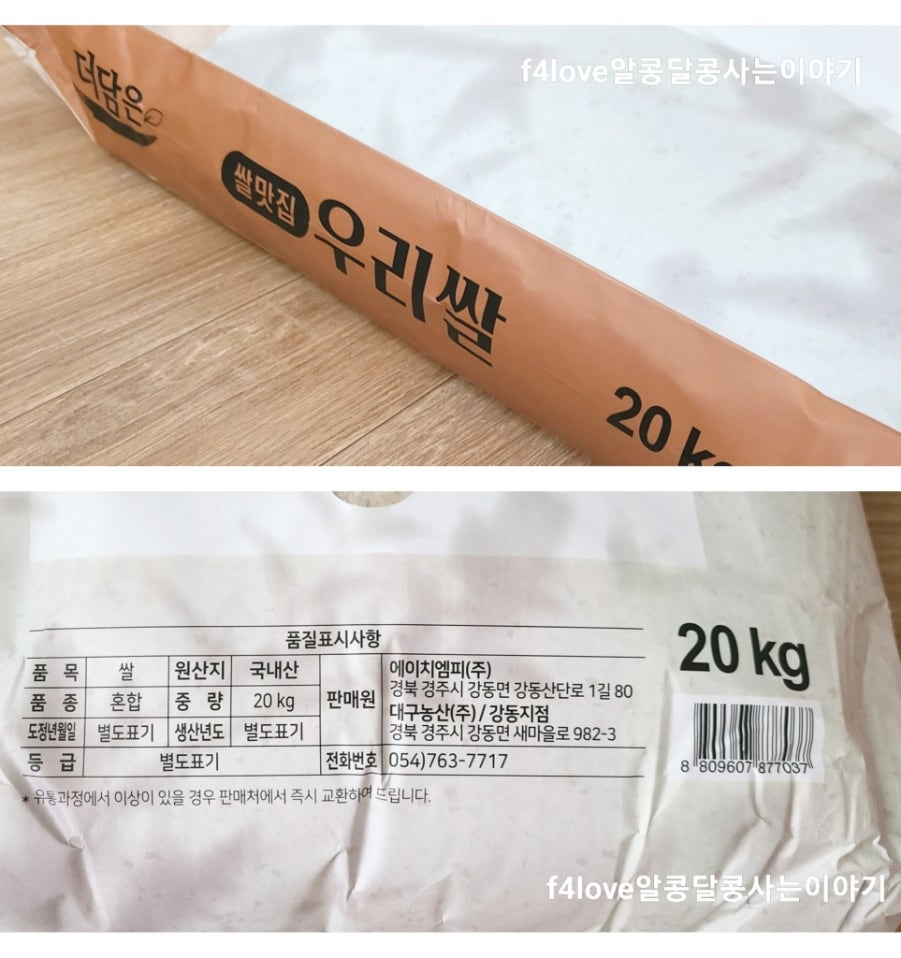 f4love알콩달콩사는이야기
더담은
쌀맛집
우리쌀
20 kg
품질표시사항
품 목 쌀 원산지 국내산 판매원 에이치엠피(주)
경북 경주시 강동면 강동산단로 1길 80
품 종 혼합 중 량 20 kg 대구농산(주) / 강동지점
도정년월일 별도표기 생산년도 별도표기 경북 경주시 강동면 새마을로 982-3
등 급 별도표기 전화번호 054)763-7717
* 유통과정에서 이상이 있을 경우 판매처에서 즉시 교환하여 드립니다.
20 kg
8 809607 877037
f4love알콩달콩사는이야기